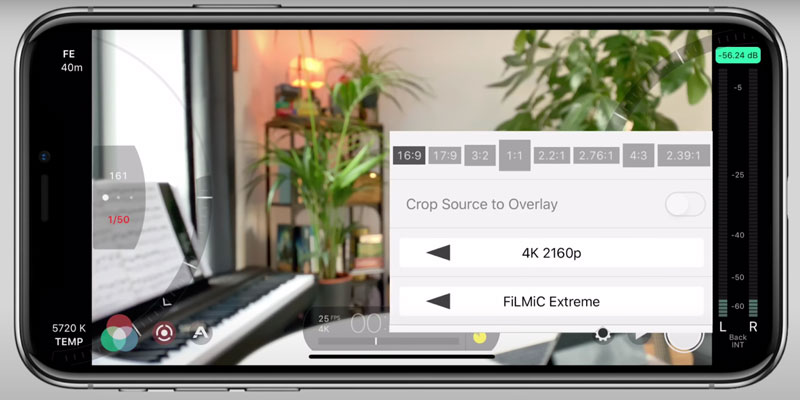 FE
40m
-56.24 dB
-5
16:9 17:9 3:2 1:1 2.2:1 2.76:1 4:3 2.39:1
161
-25
Crop Source to Overlay
1/50
-40
4K 2160p
-50
FiLMiC Extreme
-60
5720 K
TEMP
A
25 FPS
4K
00:
L R
Back
INT